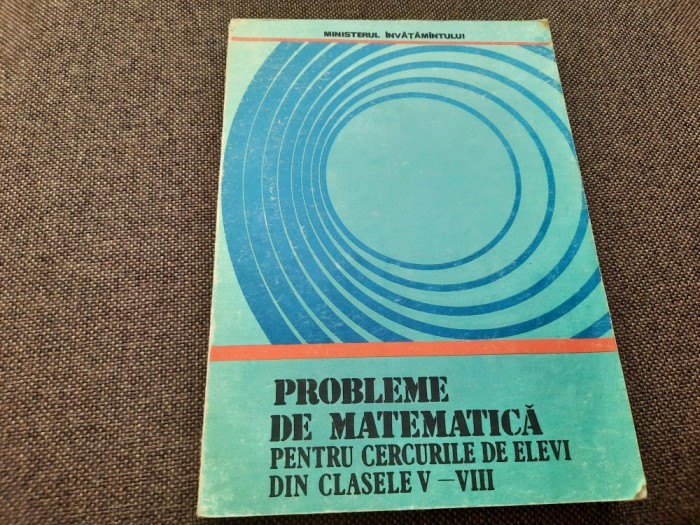 MINISTERUL ÎNVĂȚĂMÎNTULUI
PROBLEME
DE MATEMATICĂ
PENTRU CERCURILE DE ELEVI
DIN CLASELE V–VIII